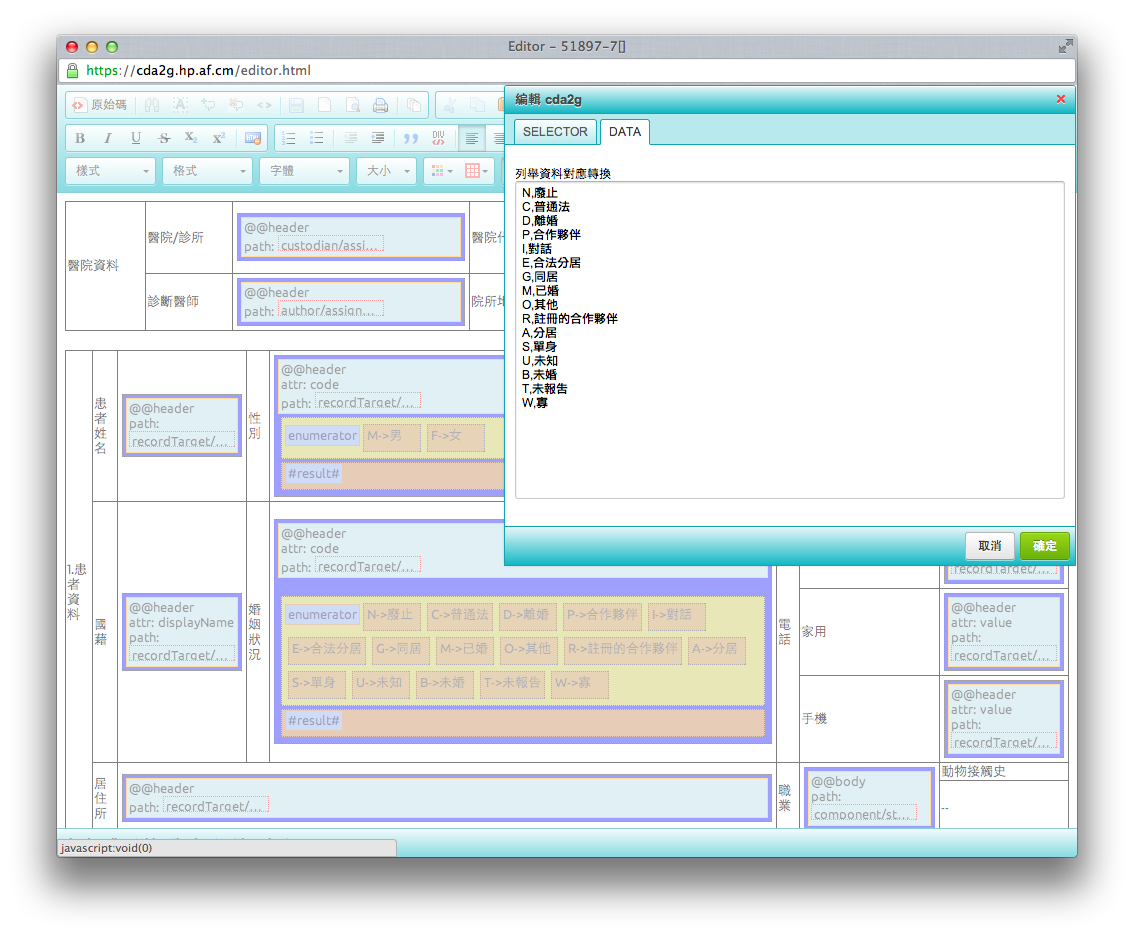 Editor – 51897-7[]
https://cda2g.hp.af.cm/editor.html
原始碼
B I U S X₂ X²
DIV
樣式 格式 字體 大小
編輯 cda2g
SELECTOR DATA
列舉資料對應轉換
N,廢止
C,普通法
D,離婚
P,合作夥伴
I,對話
E,合法分居
G,同居
M,已婚
O,其他
R,註冊的合作夥伴
A,分居
S,單身
U,未知
B,未婚
T,未報告
W,寡
取消 確定
醫院資料
醫院/診所
@@header
path: custodian/assi...
診斷醫師
@@header
path: author/assign...
1.患者資料
患者姓名
@@header
path:
recordTarget/...
性別
@@header
attr: code
path: recordTarget/...
enumerator M->男 F->女
#result#
國藉
@@header
attr: displayName
path:
recordTarget/...
婚姻狀況
@@header
attr: code
path: recordTarget/...
enumerator N->廢止 C->普通法 D->離婚 P->合作夥伴 I->對話
E->合法分居 G->同居 M->已婚 O->其他 R->註冊的合作夥伴 A->分居
S->單身 U->未知 B->未婚 T->未報告 W->寡
#result#
電話
recordTarget/...
家用
@@header
attr: value
path:
recordTarget/...
手機
@@header
attr: value
path:
recordTarget/...
居住所
@@header
path: recordTarget/...
職業
@@body
path:
component/st...
動物接觸史
--
javascript:void(0)